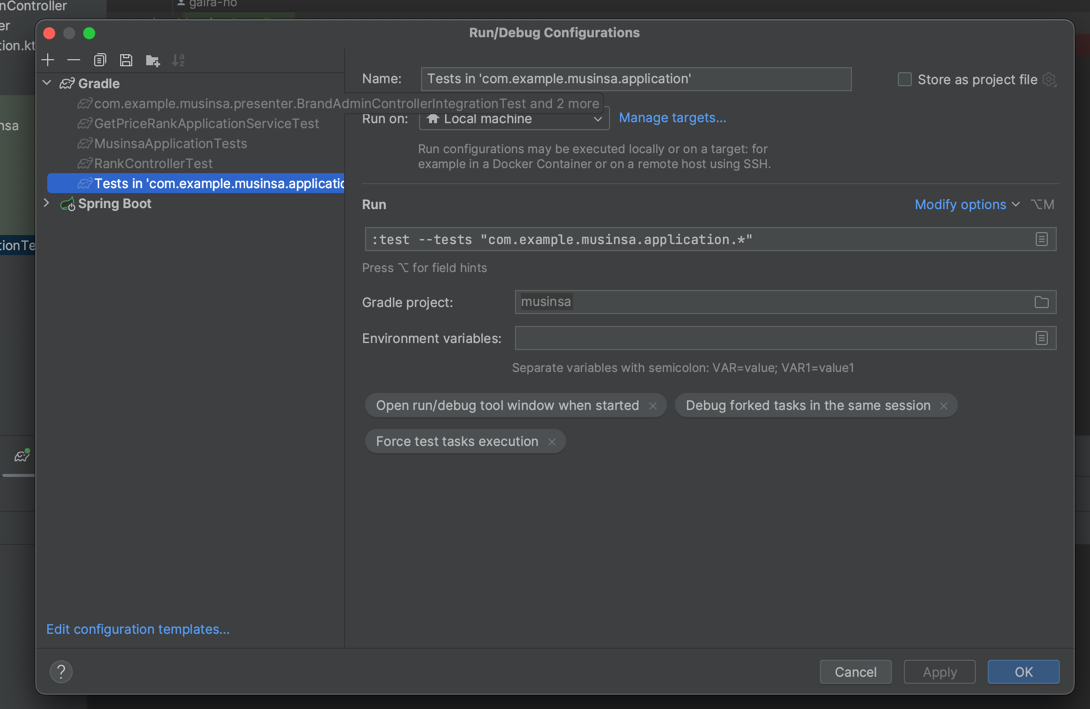 nController
gaira-no
er
tion.kt
nsa
tionTe
Run/Debug Configurations
Gradle
com.example.musinsa.presenter.BrandAdminControllerIntegrationTest and 2 more
GetPriceRankApplicationServiceTest
MusinsaApplicationTests
RankControllerTest
Tests in 'com.example.musinsa.applicatio
Spring Boot
Edit configuration templates...
Name: Tests in 'com.example.musinsa.application' Store as project file
Run on: Local machine Manage targets...
Run configurations may be executed locally or on a target: for
example in a Docker Container or on a remote host using SSH.
Run Modify options ⌥M
:test --tests "com.example.musinsa.application.*"
Press ⌥ for field hints
Gradle project: musinsa
Environment variables:
Separate variables with semicolon: VAR=value; VAR1=value1
Open run/debug tool window when started × Debug forked tasks in the same session ×
Force test tasks execution ×
? Cancel Apply OK